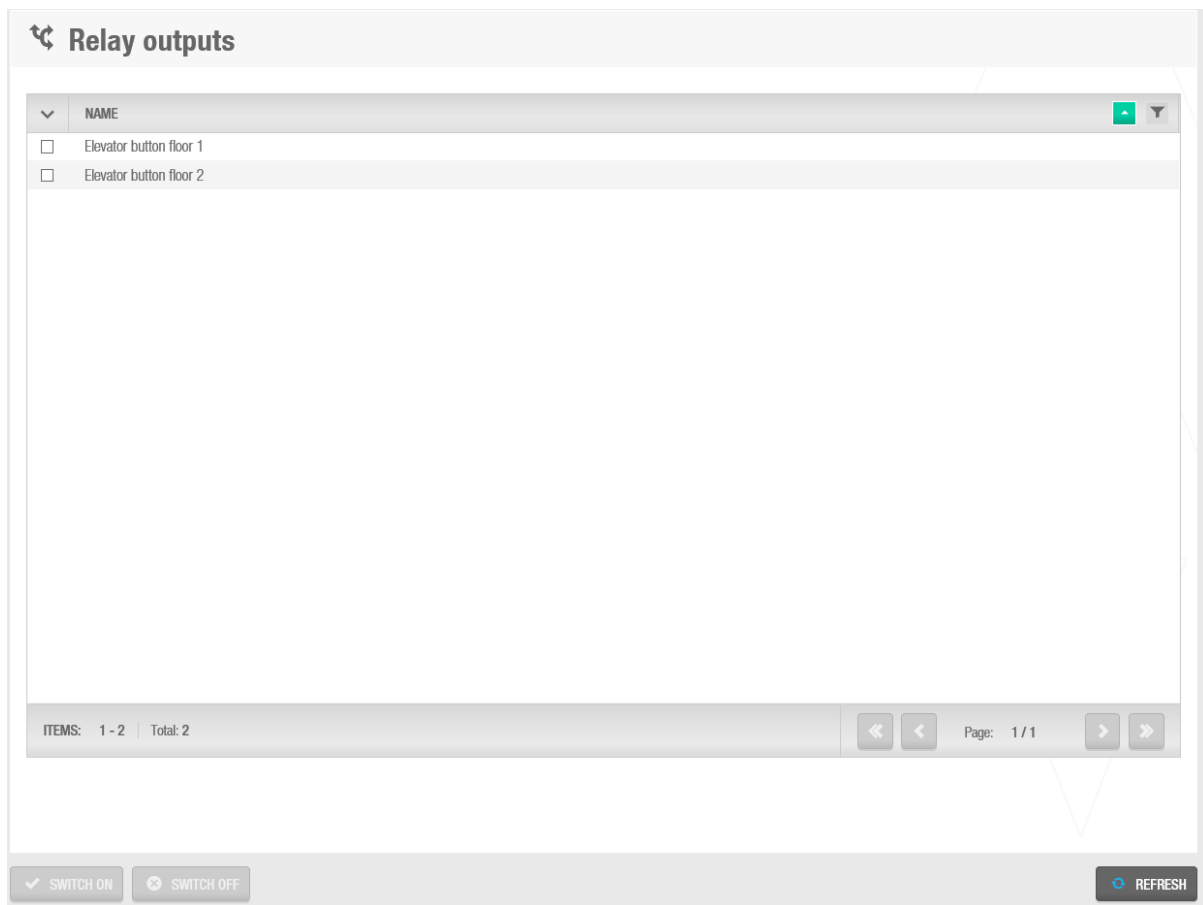 Relay outputs
NAME
Elevator button floor 1
Elevator button floor 2
ITEMS: 1 - 2 Total: 2 Page: 1 / 1
SWITCH ON SWITCH OFF REFRESH